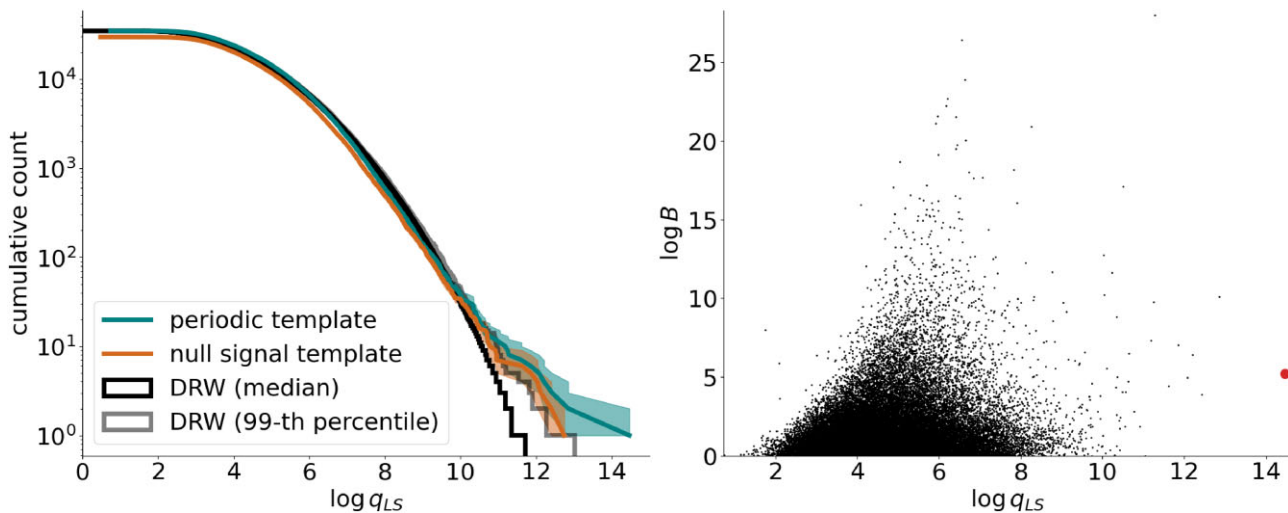 cumulative count
10^4
10^3
10^2
10^1
10^0
periodic template
null signal template
DRW (median)
DRW (99-th percentile)
0 2 4 6 8 10 12 14
log q_LS
log B
25
20
15
10
5
0
2 4 6 8 10 12 14
log q_LS